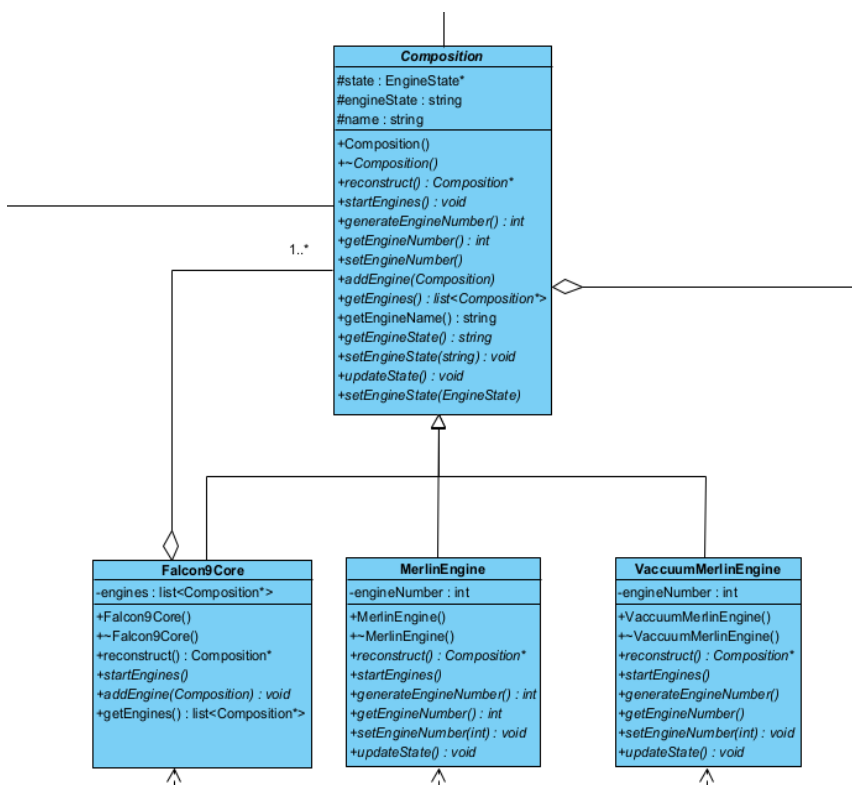 Composition
#state : EngineState*
#engineState : string
#name : string
+Composition()
+~Composition()
+reconstruct() : Composition*
+startEngines() : void
+generateEngineNumber() : int
+getEngineNumber() : int
+setEngineNumber()
+addEngine(Composition)
+getEngines() : list<Composition*>
+getEngineName() : string
+getEngineState() : string
+setEngineState(string) : void
+updateState() : void
+setEngineState(EngineState)
1..*
Falcon9Core
-engines : list<Composition*>
+Falcon9Core()
+~Falcon9Core()
+reconstruct() : Composition*
+startEngines()
+addEngine(Composition) : void
+getEngines() : list<Composition*>
MerlinEngine
-engineNumber : int
+MerlinEngine()
+~MerlinEngine()
+reconstruct() : Composition*
+startEngines()
+generateEngineNumber() : int
+getEngineNumber() : int
+setEngineNumber(int) : void
+updateState() : void
VaccuumMerlinEngine
-engineNumber : int
+VaccuumMerlinEngine()
+~VaccuumMerlinEngine()
+reconstruct() : Composition*
+startEngines()
+generateEngineNumber()
+getEngineNumber()
+setEngineNumber(int) : void
+updateState() : void